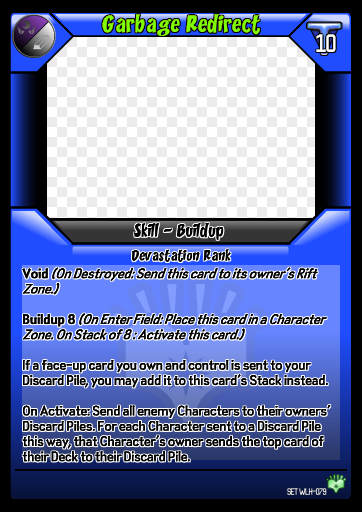 Garbage Redirect
10
Skill - Buildup
Devastation Rank
Void (On Destroyed: Send this card to its owner's Rift
Zone.)
Buildup 8 (On Enter Field: Place this card in a Character
Zone. On Stack of 8 : Activate this card.)
If a face-up card you own and control is sent to your
Discard Pile, you may add it to this card's Stack instead.
On Activate: Send all enemy Characters to their owners'
Discard Piles. For each Character sent to a Discard Pile
this way, that Character's owner sends the top card of
their Deck to their Discard Pile.
SET WLH-079